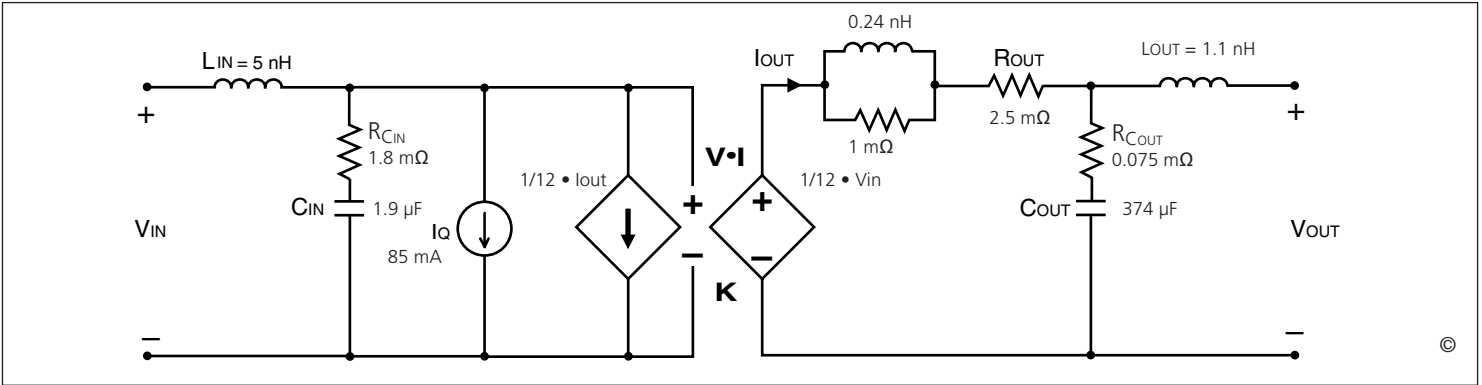 LIN = 5 nH
+
−
VIN
RCIN
1.8 mΩ
CIN
1.9 μF
IQ
85 mA
1/12 • Iout
V•I
+
−
K
1/12 • Vin
+
−
IOUT
0.24 nH
1 mΩ
ROUT
2.5 mΩ
RCOUT
0.075 mΩ
COUT
374 μF
LOUT = 1.1 nH
+
−
VOUT
©